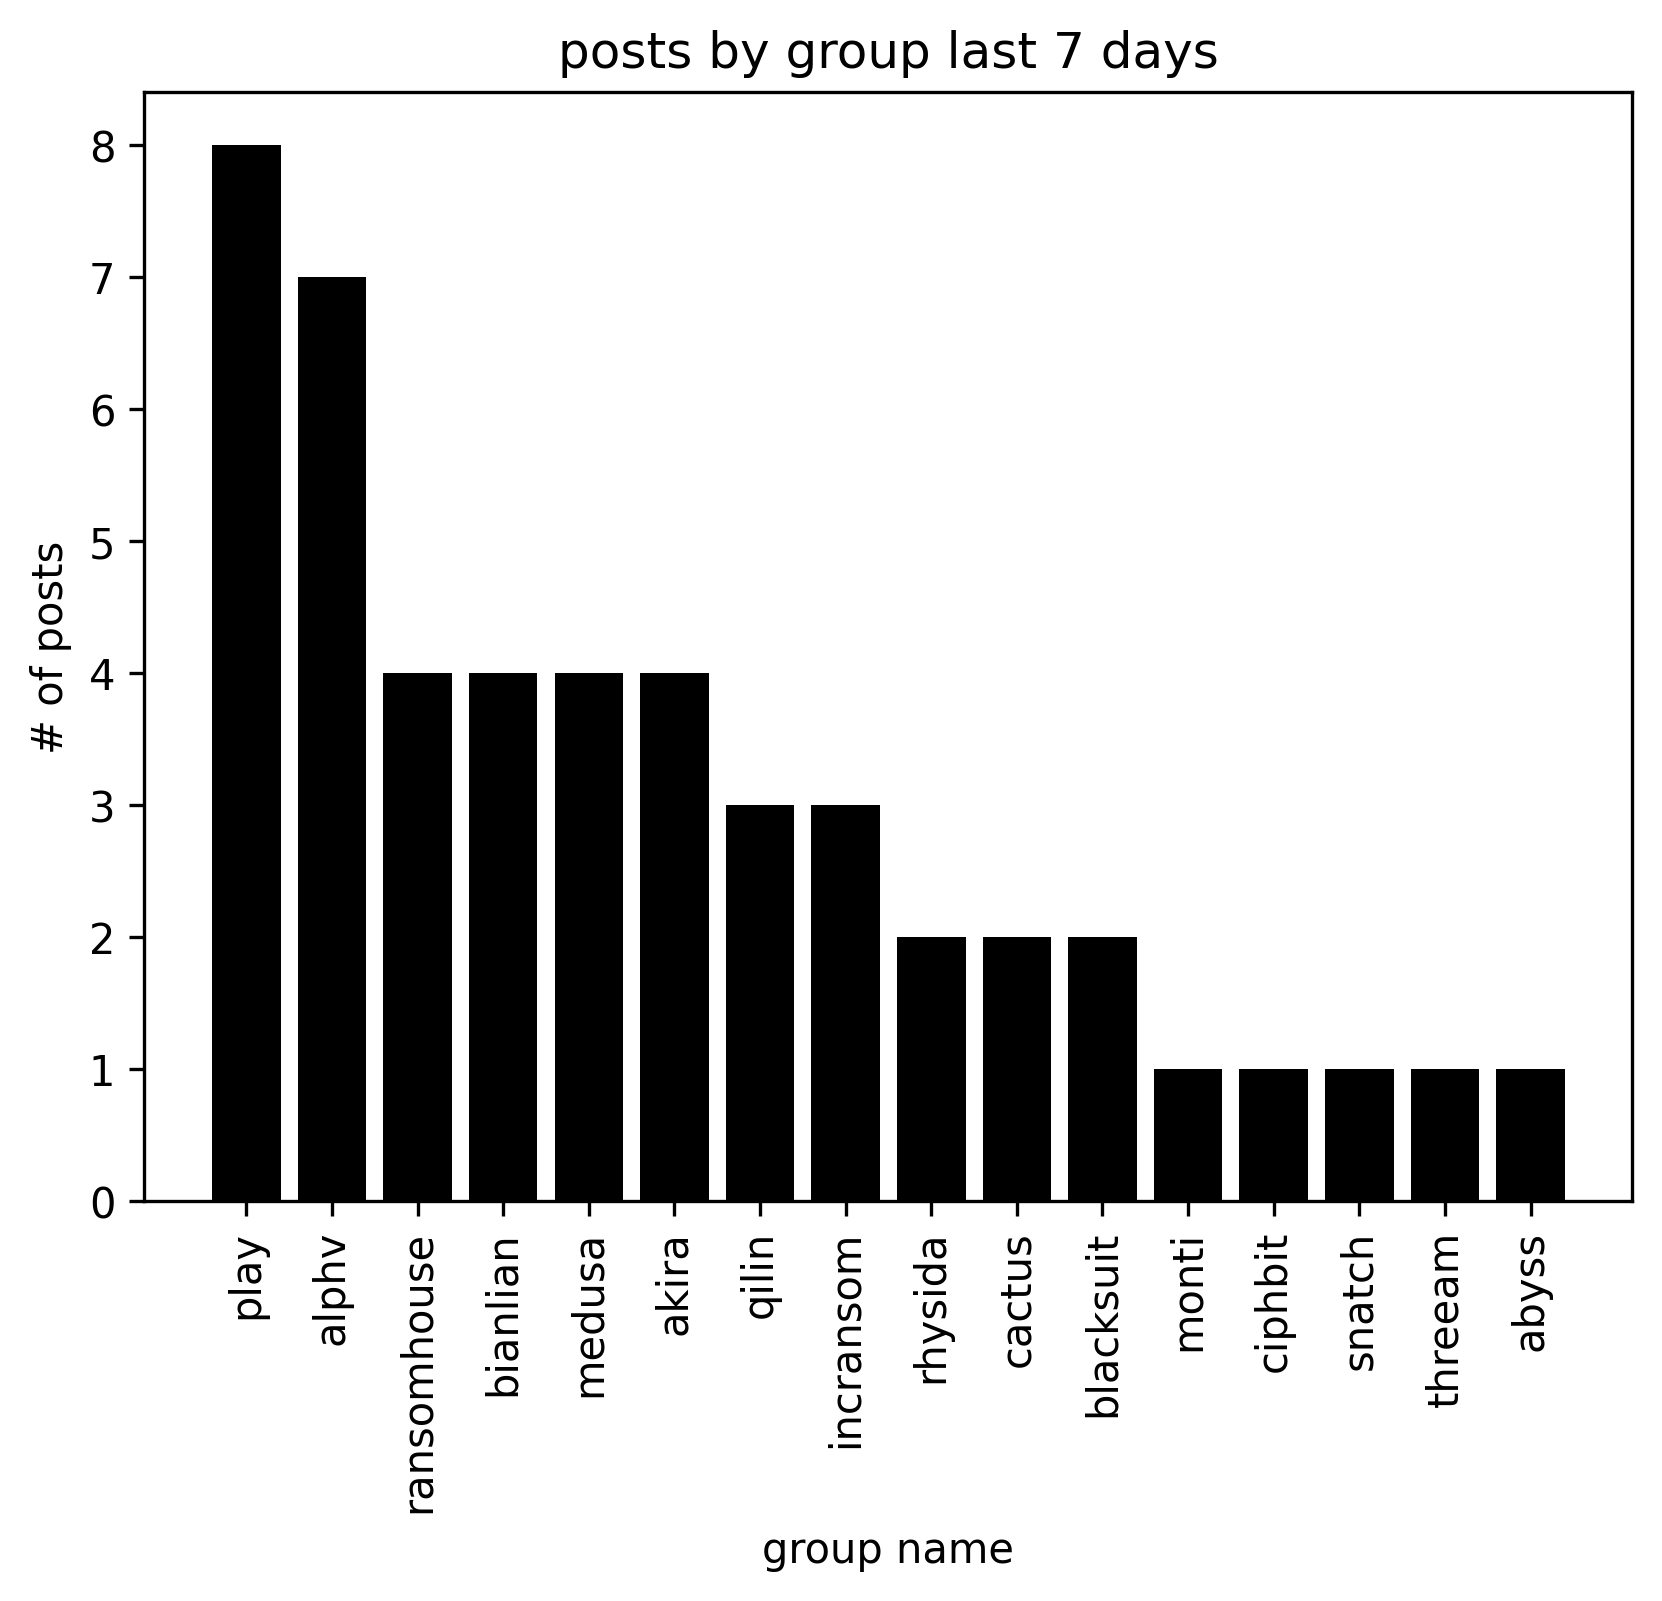 posts by group last 7 days
# of posts
8
7
6
5
4
3
2
1
0
play
alphv
ransomhouse
bianlian
medusa
akira
qilin
incransom
rhysida
cactus
blacksuit
monti
ciphbit
snatch
threeam
abyss
group name